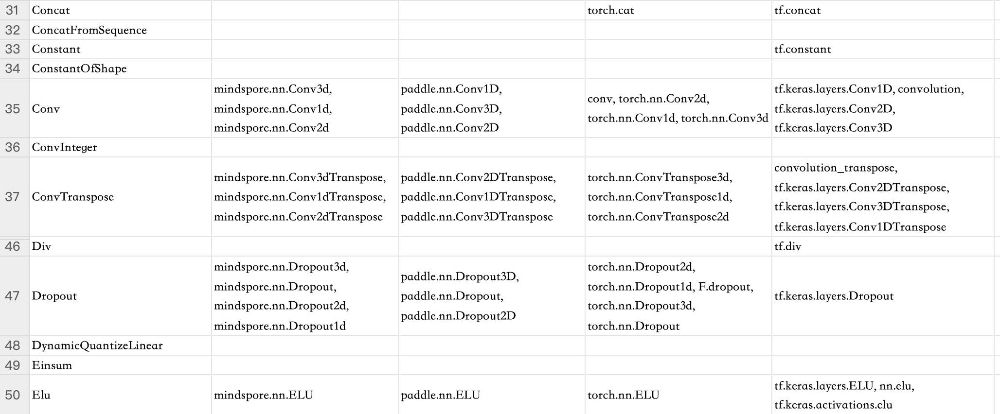 31 Concat torch.cat tf.concat
32 ConcatFromSequence
33 Constant tf.constant
34 ConstantOfShape
35 Conv
mindspore.nn.Conv3d,
mindspore.nn.Conv1d,
mindspore.nn.Conv2d
paddle.nn.Conv1D,
paddle.nn.Conv3D,
paddle.nn.Conv2D
conv, torch.nn.Conv2d,
torch.nn.Conv1d, torch.nn.Conv3d
tf.keras.layers.Conv1D, convolution,
tf.keras.layers.Conv2D,
tf.keras.layers.Conv3D
36 ConvInteger
37 ConvTranspose
mindspore.nn.Conv3dTranspose,
mindspore.nn.Conv1dTranspose,
mindspore.nn.Conv2dTranspose
paddle.nn.Conv2DTranspose,
paddle.nn.Conv1DTranspose,
paddle.nn.Conv3DTranspose
torch.nn.ConvTranspose3d,
torch.nn.ConvTranspose1d,
torch.nn.ConvTranspose2d
convolution_transpose,
tf.keras.layers.Conv2DTranspose,
tf.keras.layers.Conv3DTranspose,
tf.keras.layers.Conv1DTranspose
46 Div tf.div
47 Dropout
mindspore.nn.Dropout3d,
mindspore.nn.Dropout,
mindspore.nn.Dropout2d,
mindspore.nn.Dropout1d
paddle.nn.Dropout3D,
paddle.nn.Dropout,
paddle.nn.Dropout2D
torch.nn.Dropout2d,
torch.nn.Dropout1d, F.dropout,
torch.nn.Dropout3d,
torch.nn.Dropout
tf.keras.layers.Dropout
48 DynamicQuantizeLinear
49 Einsum
50 Elu mindspore.nn.ELU paddle.nn.ELU torch.nn.ELU
tf.keras.layers.ELU, nn.elu,
tf.keras.activations.elu